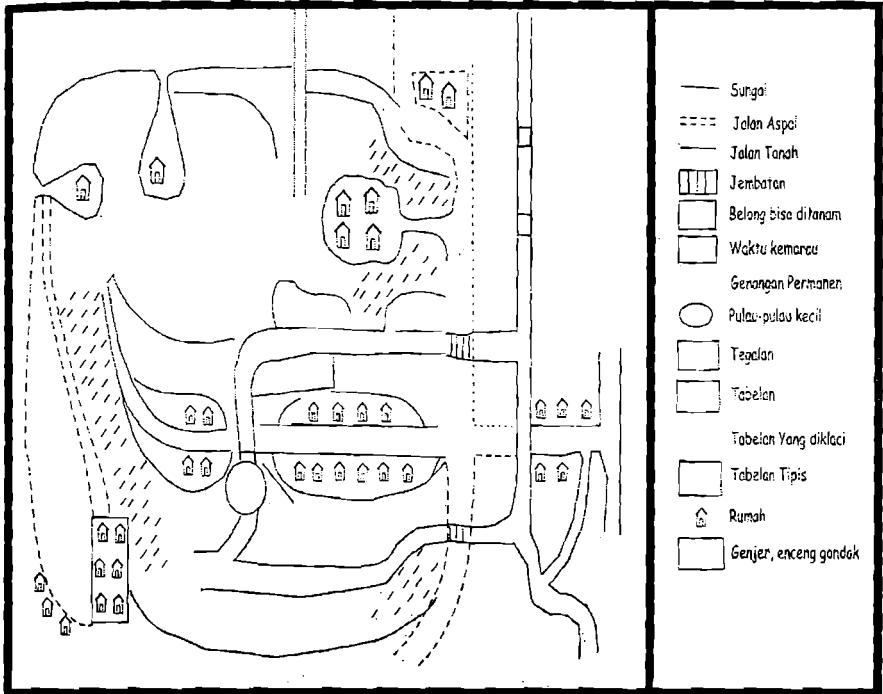 Sungai
Jalan Aspal
Jalan Tanah
Jembatan
Belong bisa ditanam
Waktu kemarau
Genangan Permanen
Pulau-pulau kecil
Tegalan
Tabelan
Tabelan Yang diklaci
Tabelan Tipis
Rumah
Genjer, enceng gondak